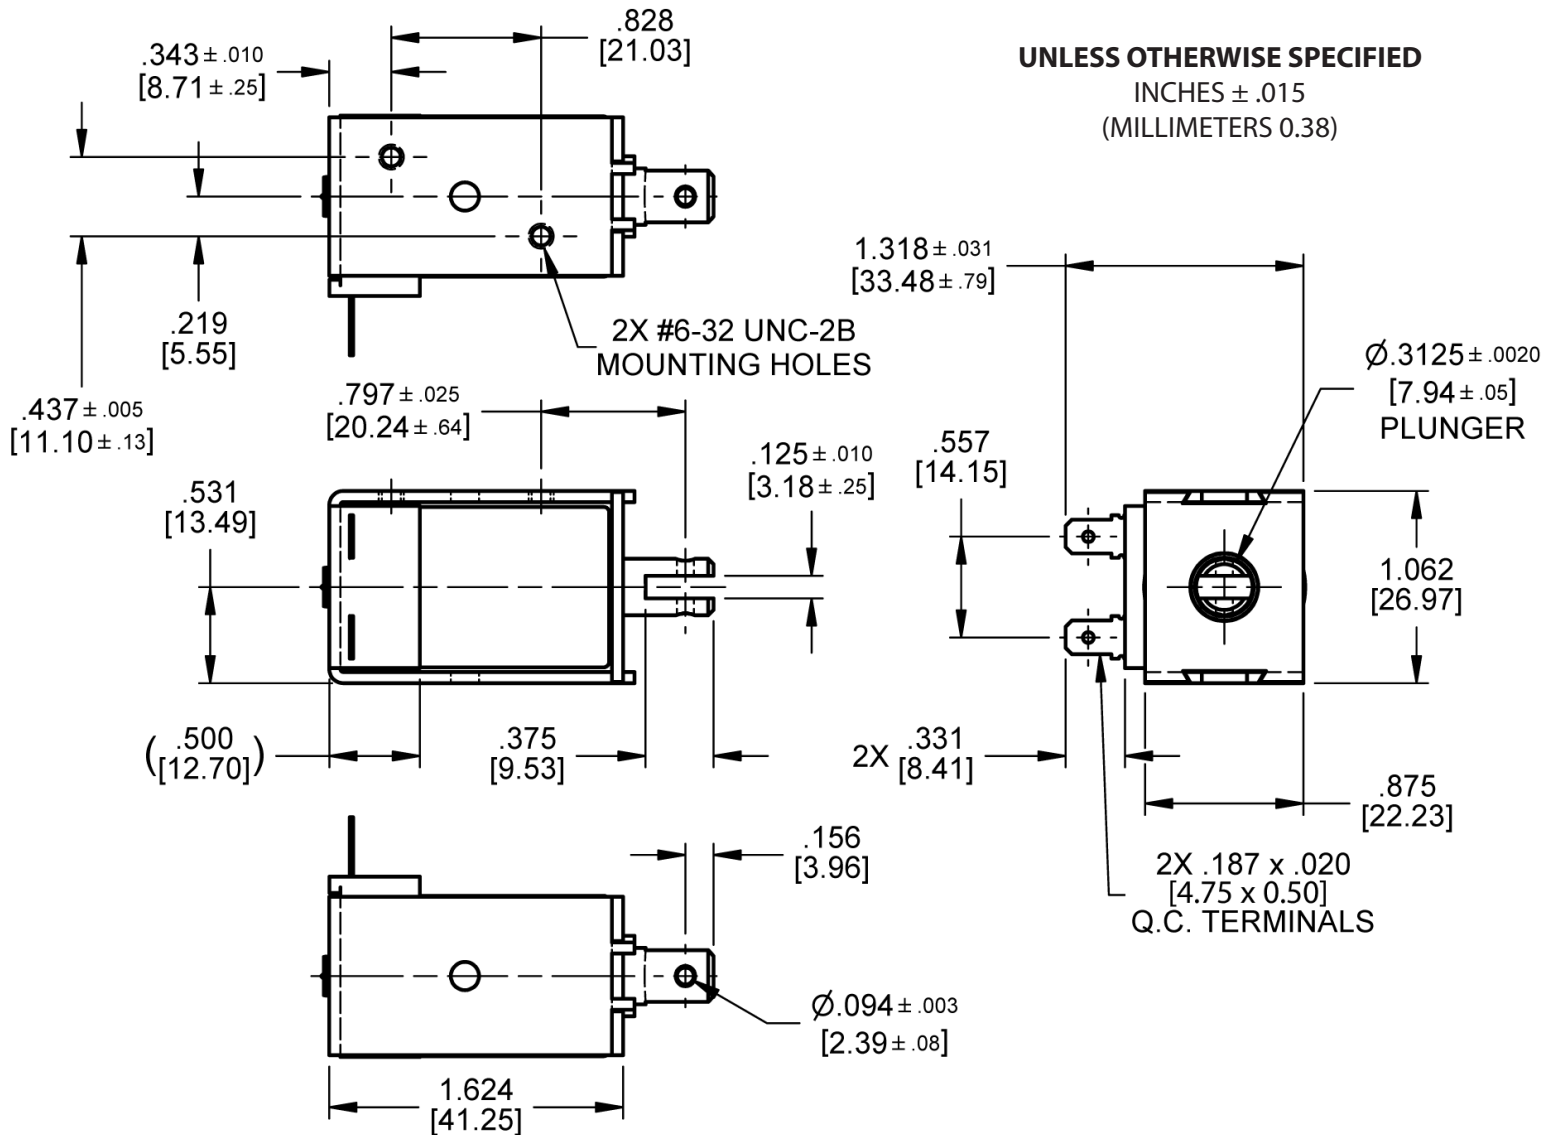 .828
[21.03]
.343 ± .010
[8.71 ± .25]
UNLESS OTHERWISE SPECIFIED
INCHES ± .015
(MILLIMETERS 0.38)
.219
[5.55]
2X #6-32 UNC-2B
MOUNTING HOLES
.437 ± .005
[11.10 ± .13]
1.318 ± .031
[33.48 ± .79]
Ø.3125 ± .0020
[7.94 ± .05]
PLUNGER
.797 ± .025
[20.24 ± .64]
.125 ± .010
[3.18 ± .25]
.557
[14.15]
.531
[13.49]
1.062
[26.97]
(.500)
([12.70])
.375
[9.53]
2X .331
[8.41]
.875
[22.23]
.156
[3.96]
2X .187 x .020
[4.75 x 0.50]
Q.C. TERMINALS
Ø.094 ± .003
[2.39 ± .08]
1.624
[41.25]